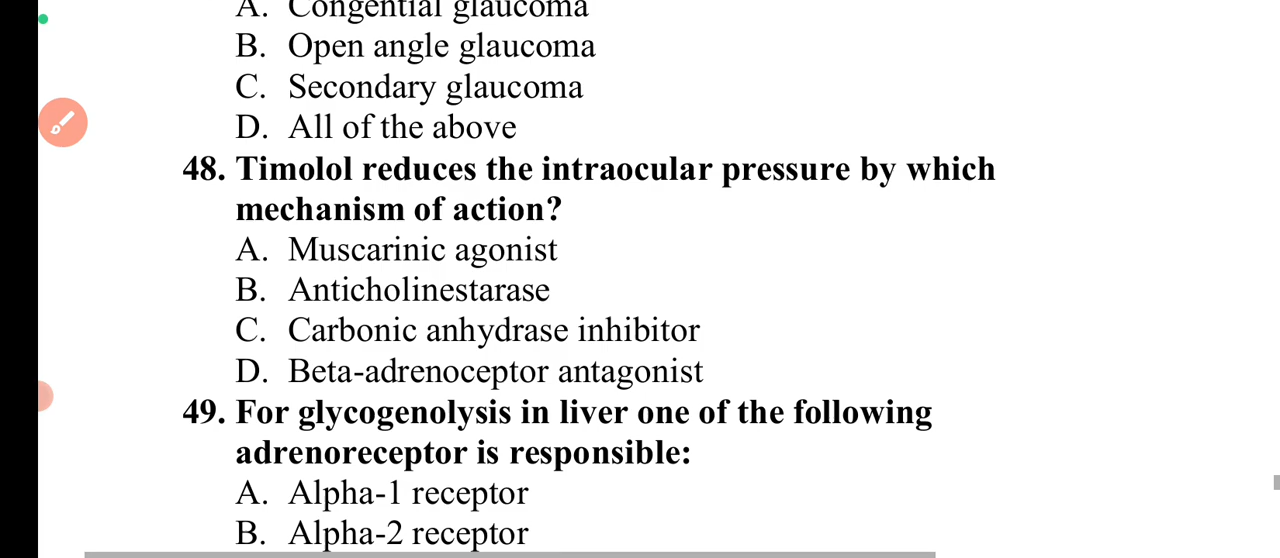 A. Congential glaucoma
B. Open angle glaucoma
C. Secondary glaucoma
D. All of the above
48. Timolol reduces the intraocular pressure by which
mechanism of action?
A. Muscarinic agonist
B. Anticholinestarase
C. Carbonic anhydrase inhibitor
D. Beta-adrenoceptor antagonist
49. For glycogenolysis in liver one of the following
adrenoreceptor is responsible:
A. Alpha-1 receptor
B. Alpha-2 receptor